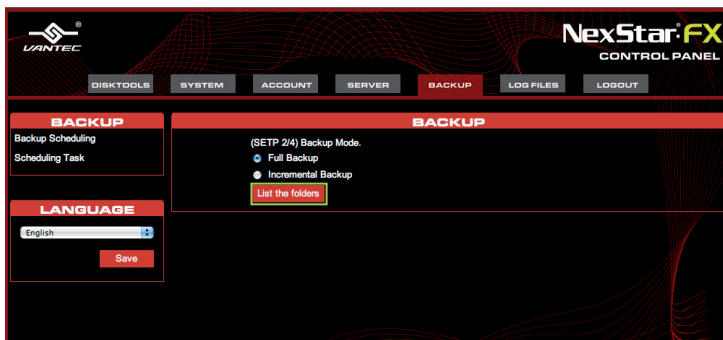 VANTEC
NexStar FX
CONTROL PANEL
DISKTOOLS SYSTEM ACCOUNT SERVER BACKUP LOG FILES LOGOUT
BACKUP
Backup Scheduling
Scheduling Task
LANGUAGE
English
Save
BACKUP
(SETP 2/4) Backup Mode.
Full Backup
Incremental Backup
List the folders